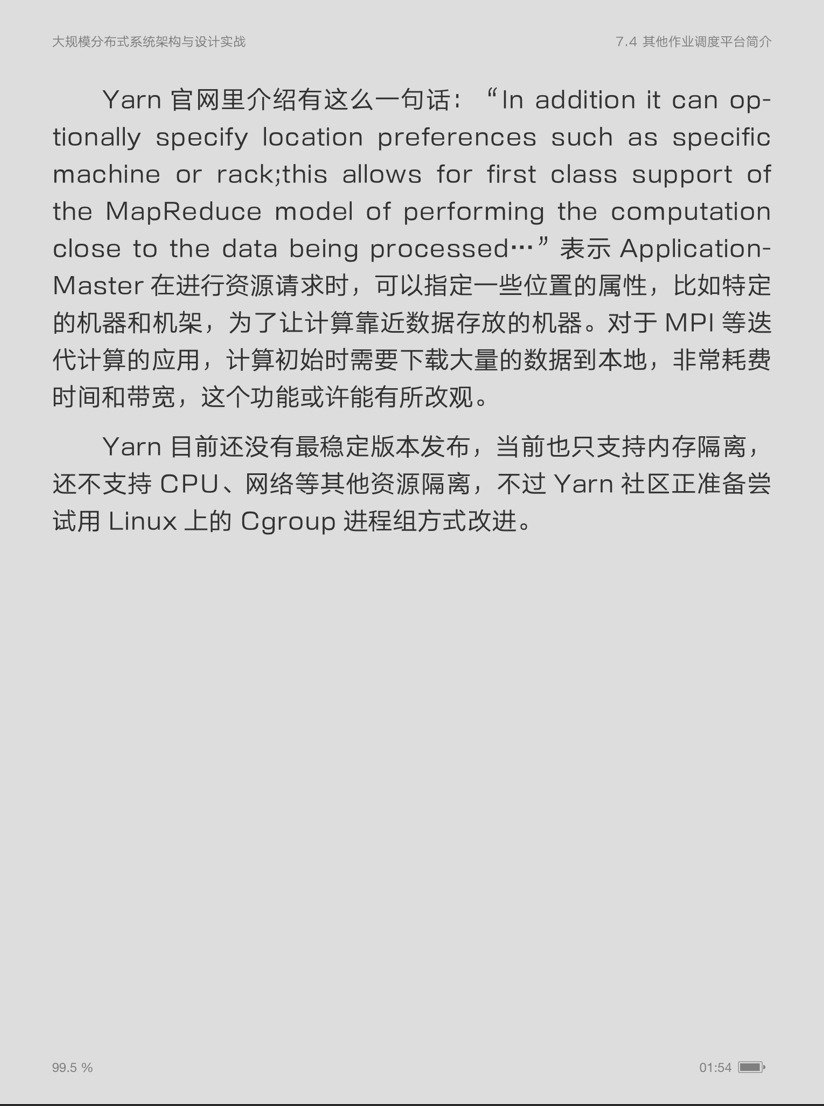 大规模分布式系统架构与设计实战
7.4 其他作业调度平台简介
Yarn 官网里介绍有这么一句话：“In addition it can op-
tionally specify location preferences such as specific
machine or rack;this allows for first class support of
the MapReduce model of performing the computation
close to the data being processed…”表示 Application-
Master 在进行资源请求时，可以指定一些位置的属性，比如特定
的机器和机架，为了让计算靠近数据存放的机器。对于 MPI 等迭
代计算的应用，计算初始时需要下载大量的数据到本地，非常耗费
时间和带宽，这个功能或许能有所改观。
Yarn 目前还没有最稳定版本发布，当前也只支持内存隔离，
还不支持 CPU、网络等其他资源隔离，不过 Yarn 社区正准备尝
试用 Linux 上的 Cgroup 进程组方式改进。
99.5 %
01:54